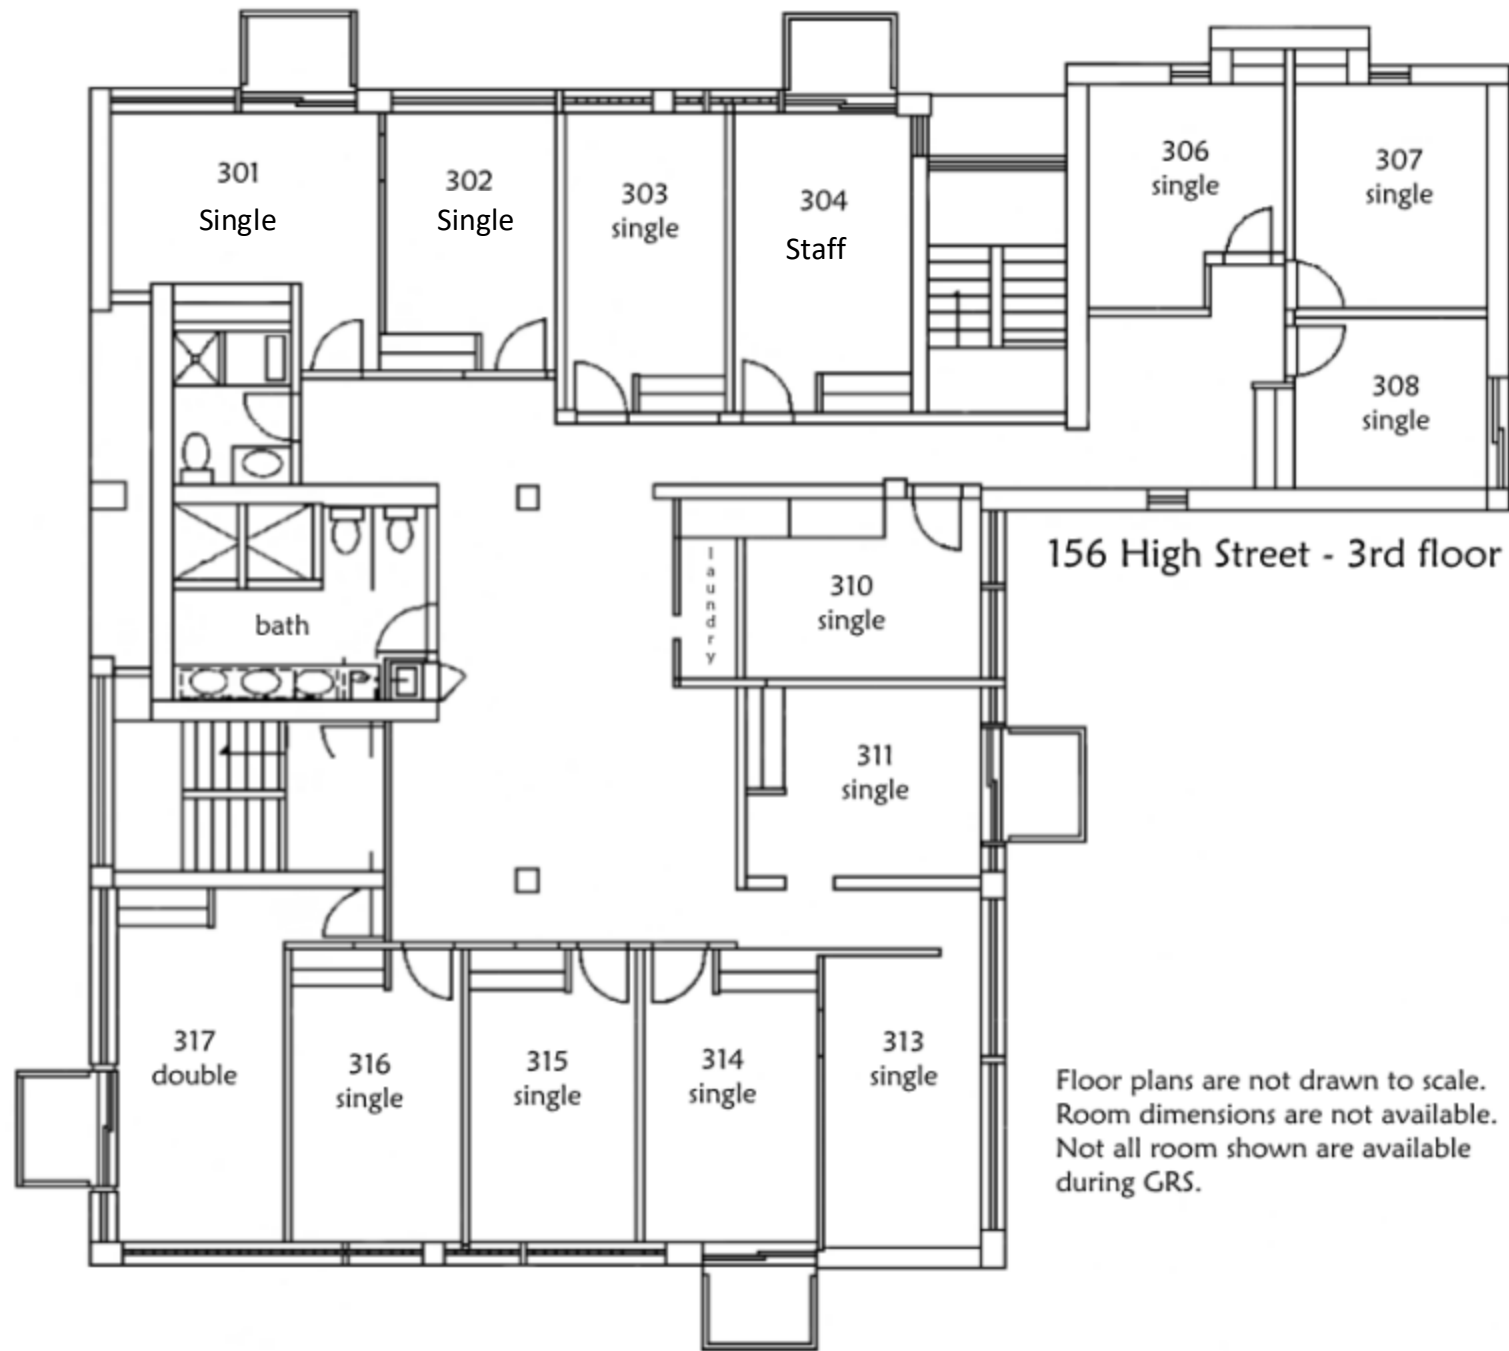 301
Single
302
Single
303
single
304
Staff
306
single
307
single
308
single
156 High Street - 3rd floor
laundry
310
single
bath
311
single
317
double
316
single
315
single
314
single
313
single
Floor plans are not drawn to scale.
Room dimensions are not available.
Not all room shown are available
during GRS.